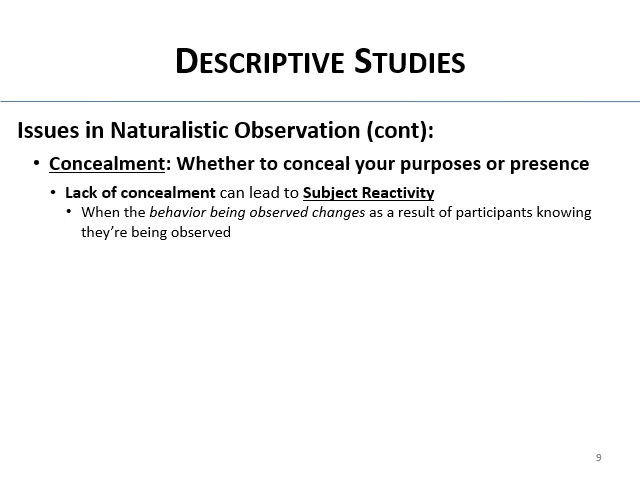 DESCRIPTIVE STUDIES
Issues in Naturalistic Observation (cont):
• Concealment: Whether to conceal your purposes or presence
• Lack of concealment can lead to Subject Reactivity
• When the behavior being observed changes as a result of participants knowing
they're being observed
9